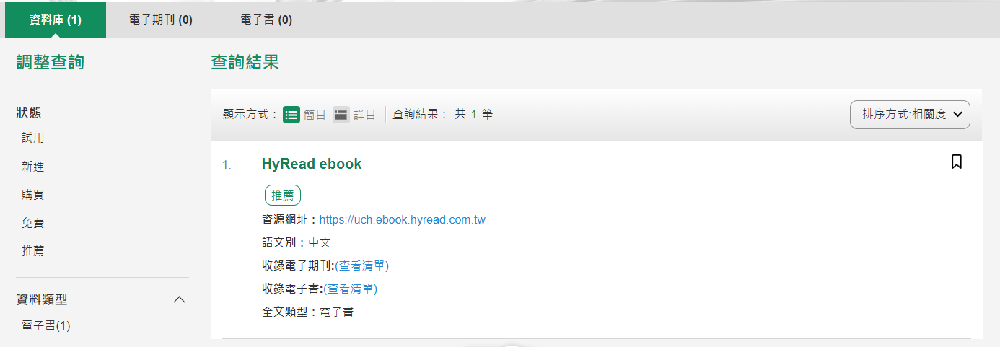 資料庫 (1) 電子期刊 (0) 電子書 (0)
調整查詢
狀態
試用
新進
購買
免費
推薦
資料類型
電子書(1)
查詢結果
顯示方式： 簡目 詳目 查詢結果： 共 1 筆 排序方式:相關度
1. HyRead ebook
推薦
資源網址：https://uch.ebook.hyread.com.tw
語文別：中文
收錄電子期刊:(查看清單)
收錄電子書:(查看清單)
全文類型：電子書